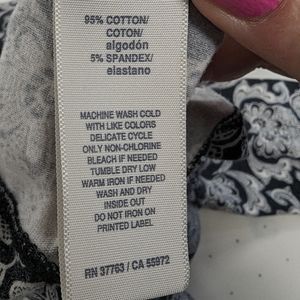 95% COTTON/
COTON/
algodón
5% SPANDEX/
elastano
MACHINE WASH COLD
WITH LIKE COLORS
DELICATE CYCLE
ONLY NON-CHLORINE
BLEACH IF NEEDED
TUMBLE DRY LOW
WARM IRON IF NEEDED
WASH AND DRY
INSIDE OUT
DO NOT IRON ON
PRINTED LABEL
RN 37763 / CA 55972